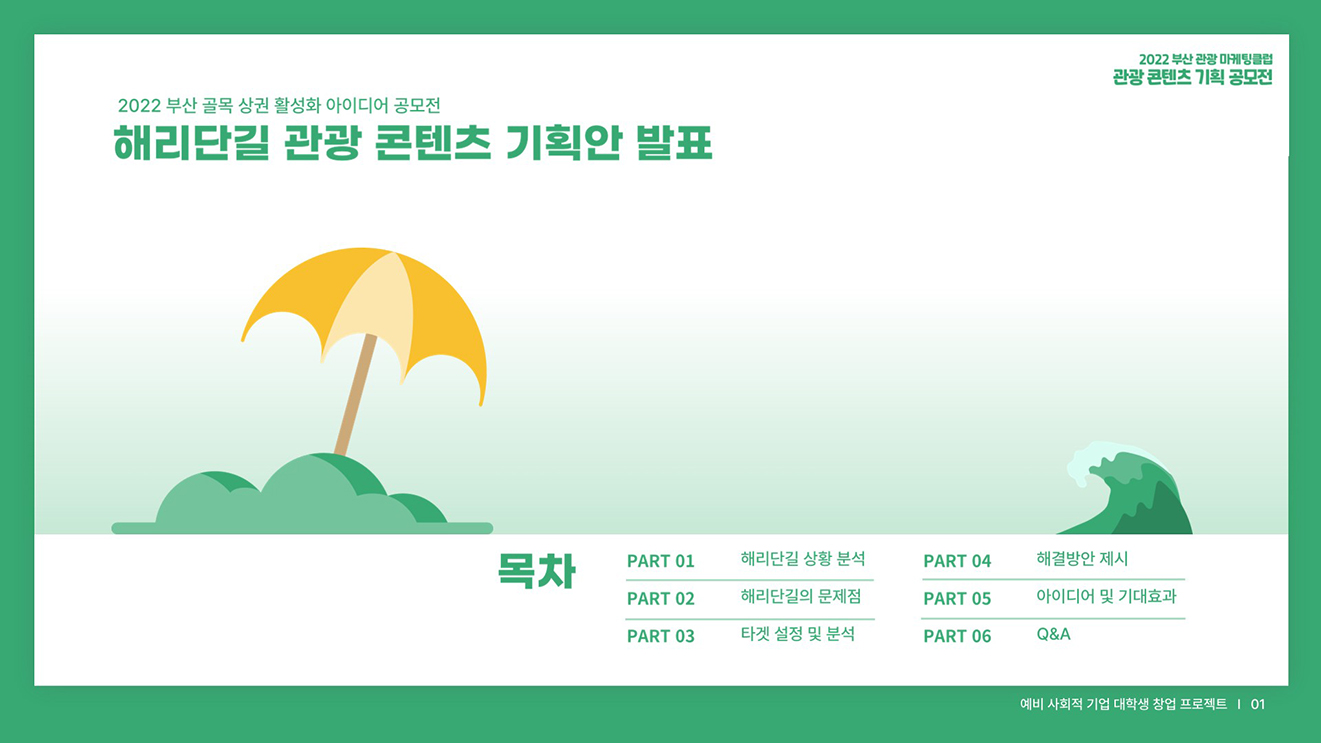 2022 부산 관광 마케팅클럽
관광 콘텐츠 기획 공모전
2022 부산 골목 상권 활성화 아이디어 공모전
해리단길 관광 콘텐츠 기획안 발표
목차
PART 01 해리단길 상황 분석
PART 02 해리단길의 문제점
PART 03 타겟 설정 및 분석
PART 04 해결방안 제시
PART 05 아이디어 및 기대효과
PART 06 Q&A
예비 사회적 기업 대학생 창업 프로젝트 | 01